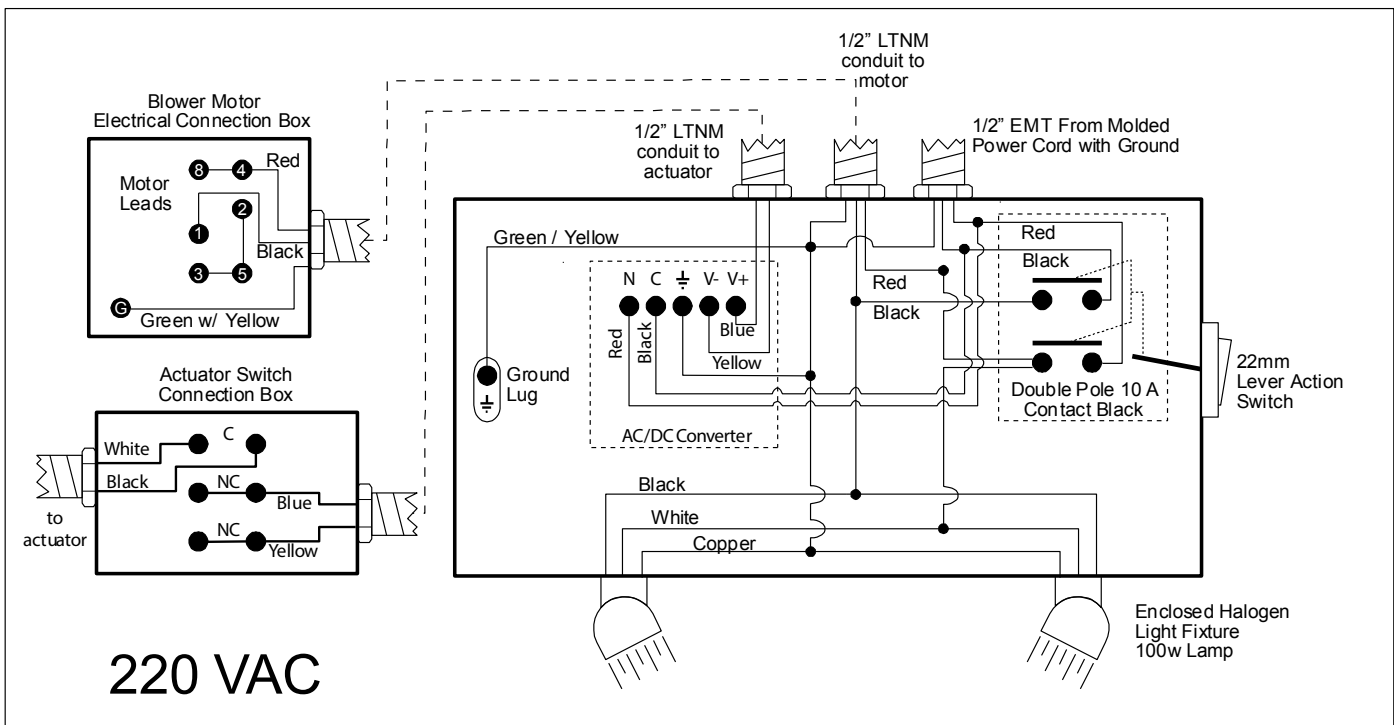 1/2” LTNM
conduit to
motor
Blower Motor
Electrical Connection Box
1/2” LTNM
conduit to
actuator
1/2” EMT From Molded
Power Cord with Ground
8
4
Red
Motor
Leads
2
1
Black
3
5
G
Green w/ Yellow
Green / Yellow
Red
Black
N C V- V+
Red
Black
Blue
Red
Black
Yellow
Ground
Lug
AC/DC Converter
Double Pole 10 A
Contact Black
22mm
Lever Action
Switch
Actuator Switch
Connection Box
White
C
Black
NC
Blue
NC
Yellow
to
actuator
Black
White
Copper
Enclosed Halogen
Light Fixture
100w Lamp
220 VAC